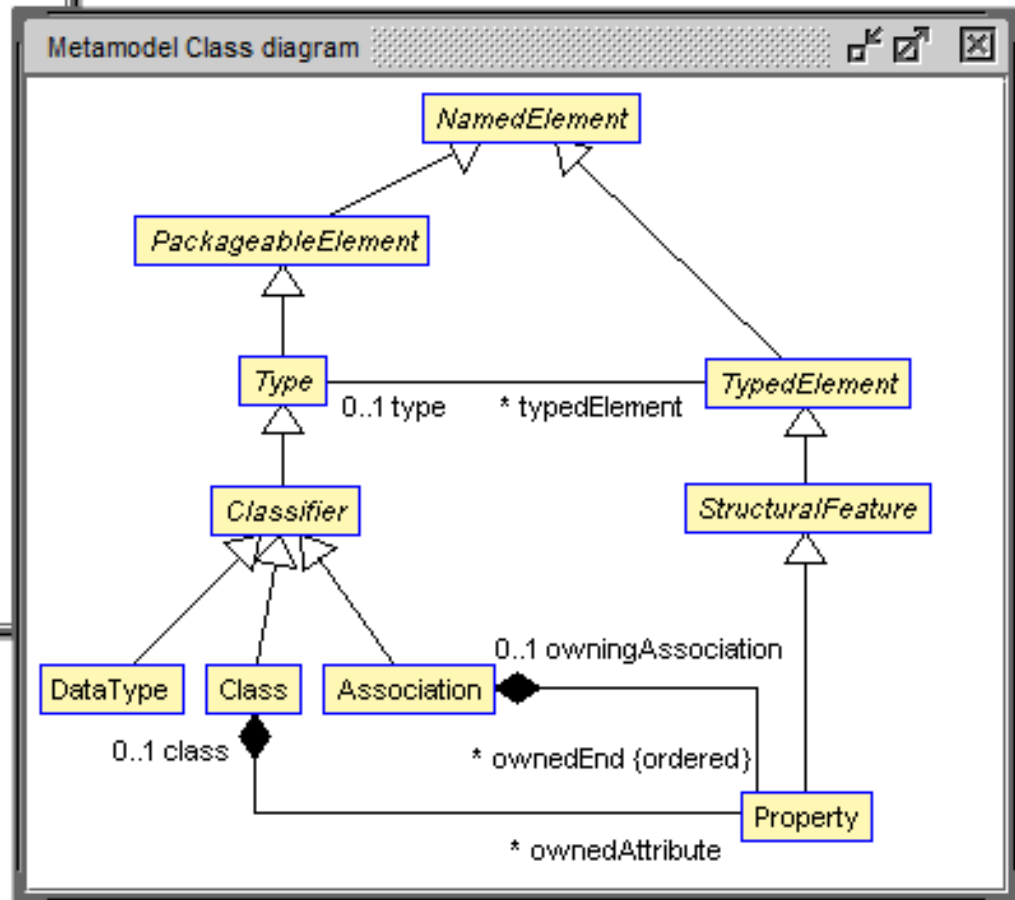 Metamodel Class diagram
NamedElement
PackageableElement
Type
TypedElement
0..1 type
* typedElement
Classifier
StructuralFeature
0..1 owningAssociation
DataType
Class
Association
0..1 class
* ownedEnd {ordered}
Property
* ownedAttribute